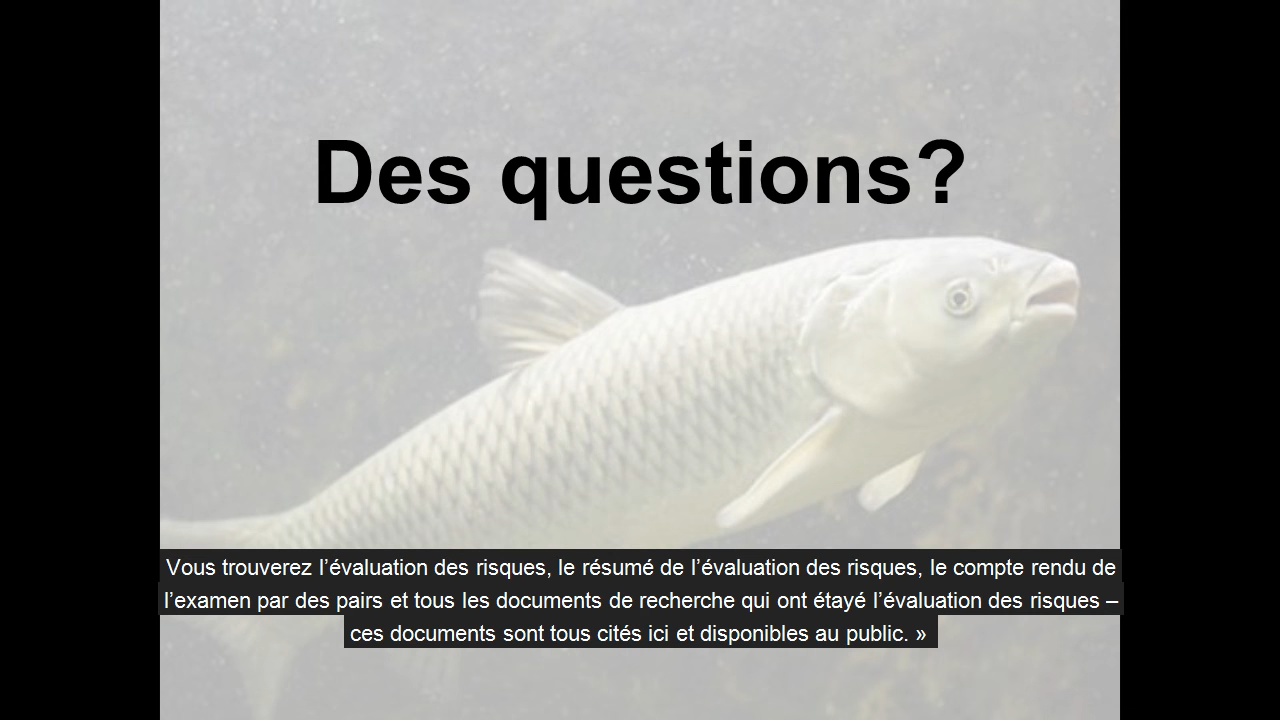 Des questions?
Vous trouverez l’évaluation des risques, le résumé de l’évaluation des risques, le compte rendu de
l’examen par des pairs et tous les documents de recherche qui ont étayé l’évaluation des risques –
ces documents sont tous cités ici et disponibles au public. »